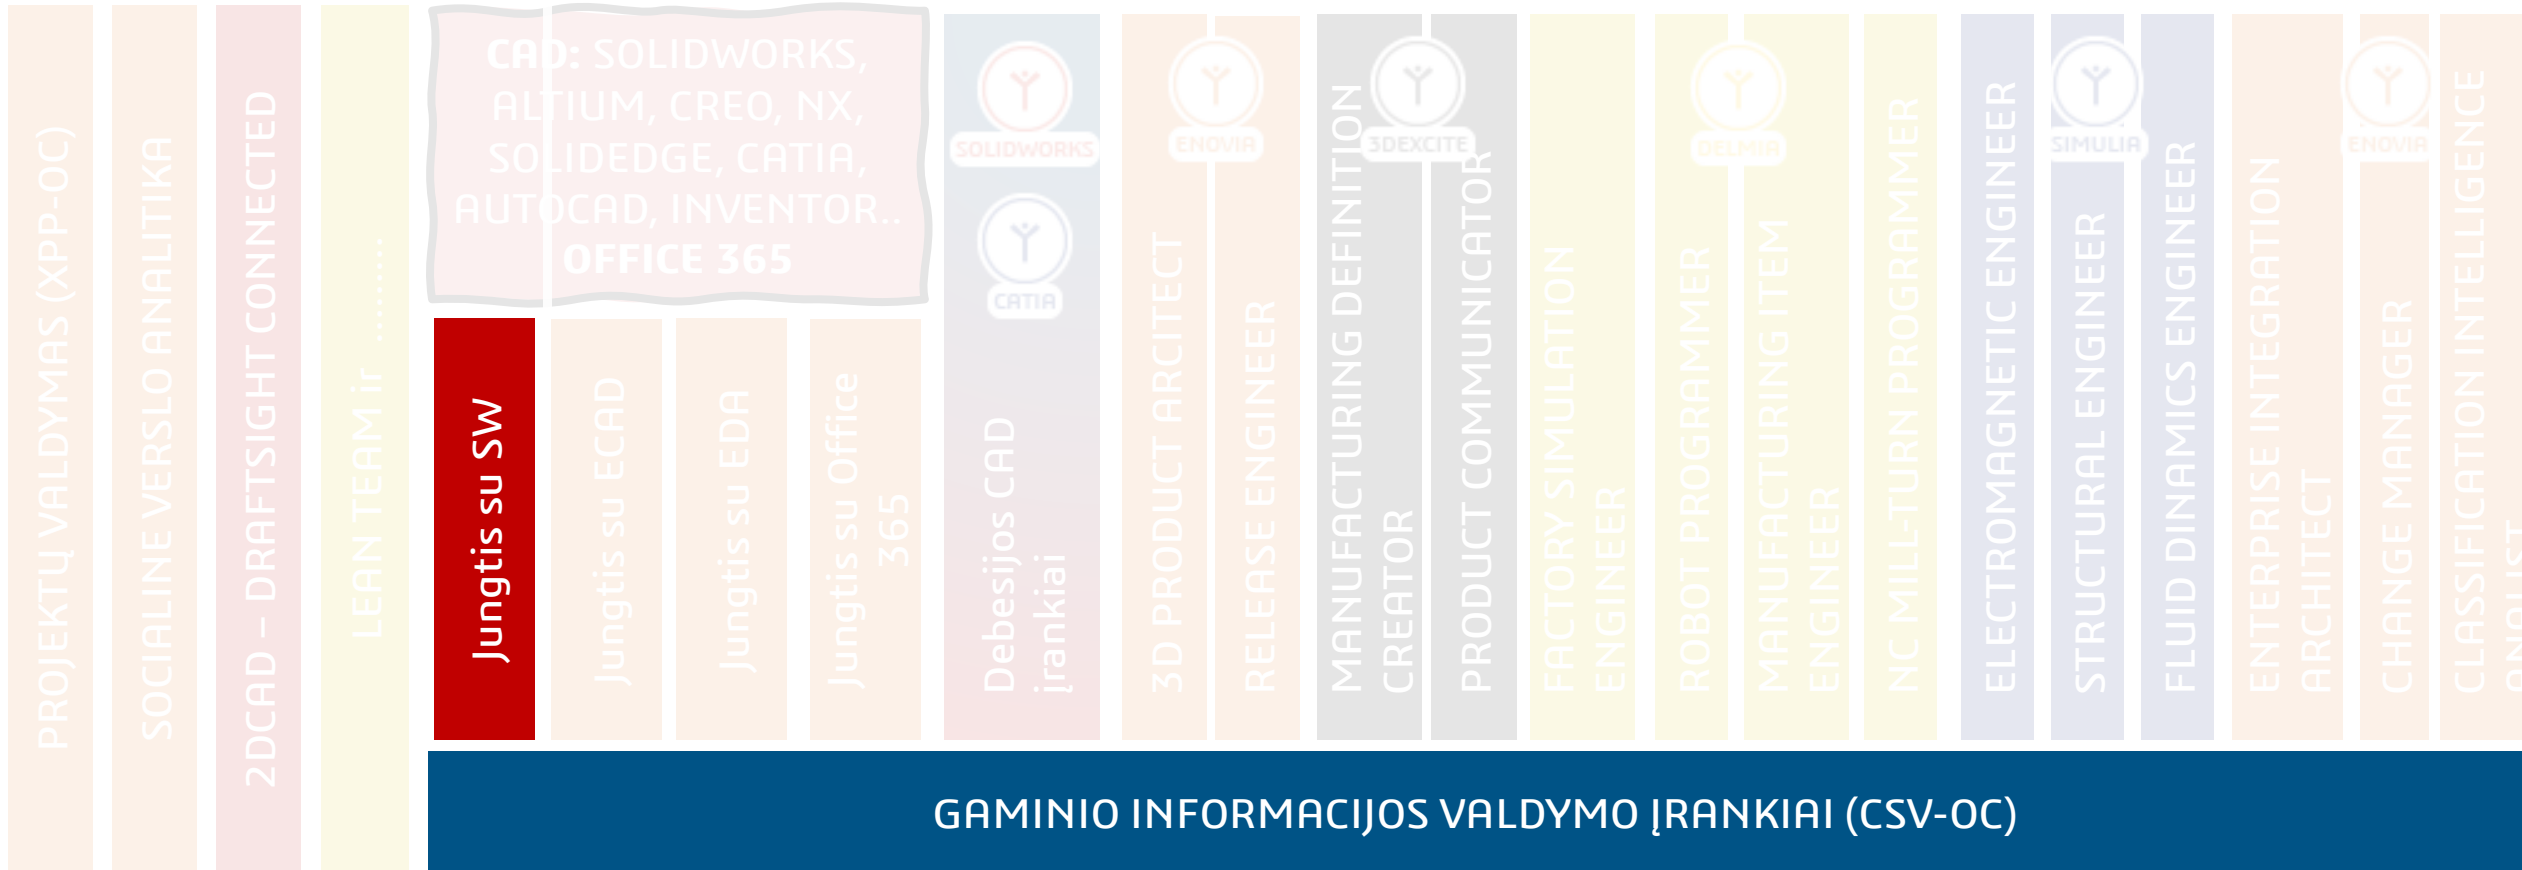 PROJEKTŲ VALDYMAS (XPP-OC)
SOCIALINE VERSLO ANALITIKA
2DCAD – DRAFTSIGHT CONNECTED
LEAN TEAM ir .........
CAD: SOLIDWORKS,
ALTIUM, CREO, NX,
SOLIDEDGE, CATIA,
AUTOCAD, INVENTOR..
OFFICE 365
Jungtis su SW
Jungtis su ECAD
Jungtis su EDA
Jungtis su Office
365
SOLIDWORKS
CATIA
Debesijos CAD
įrankiai
ENOVIA
3D PRODUCT ARCITECT
RELEASE ENGINEER
3DEXCITE
MANUFACTURING DEFINITION
CREATOR
PRODUCT COMMUNICATOR
DELMIA
FACTORY SIMULATION
ENGINEER
ROBOT PROGRAMMER
MANUFACTURING ITEM
ENGINEER
NC MILL-TURN PROGRAMMER
SIMULIA
ELECTROMAGNETIC ENGINEER
STRUCTURAL ENGINEER
FLUID DINAMICS ENGINEER
ENOVIA
ENTERPRISE INTEGRATION
ARCHITECT
CHANGE MANAGER
CLASSIFICATION INTELLIGENCE
ANALIST
GAMINIO INFORMACIJOS VALDYMO ĮRANKIAI (CSV-OC)